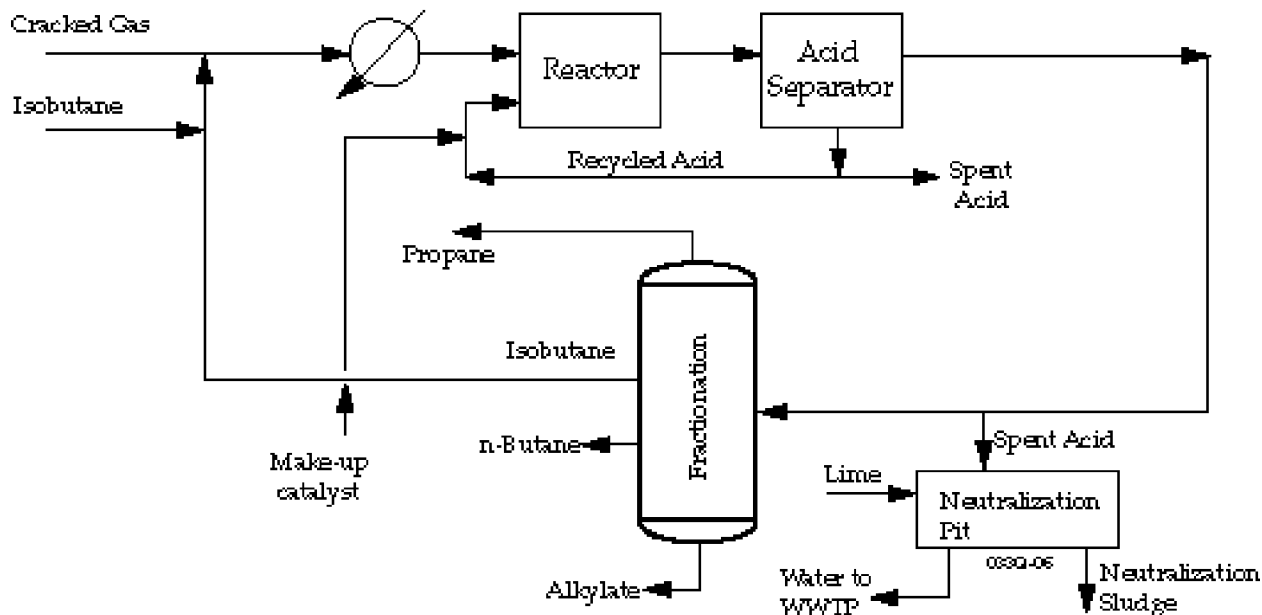 Cracked Gas
Isobutane
Reactor
Acid
Separator
Recycled Acid
Spent
Acid
Propane
Isobutane
Fractionation
n-Butane
Make-up
catalyst
Spent Acid
Lime
Neutralization
Pit
033Q-06
Alkylate
Water to
WWTP
Neutralization
Sludge